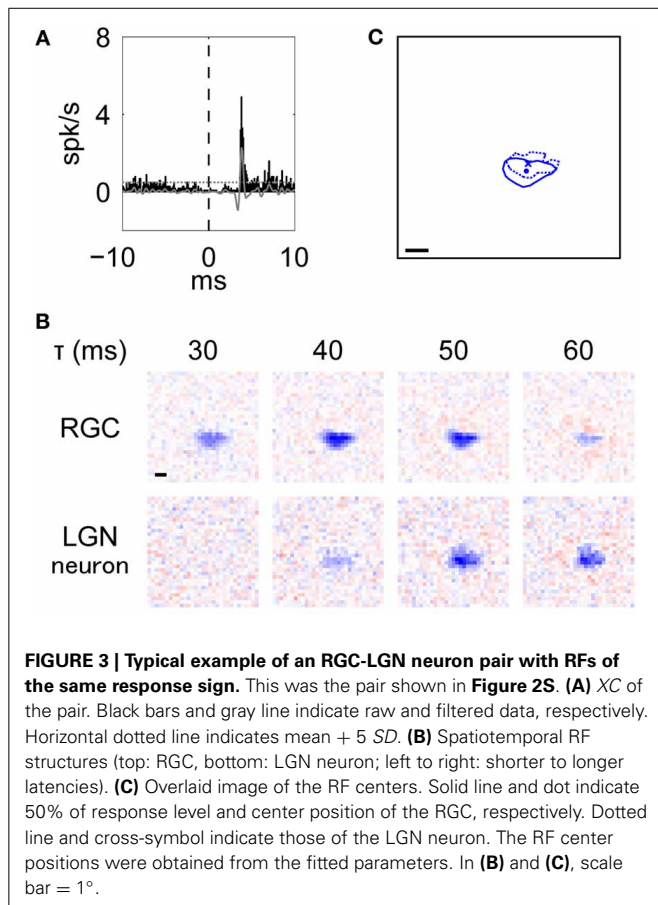 A
8
4
0
spk/s
−10 0 10
ms
C
B
τ (ms) 30 40 50 60
RGC
LGN
neuron
FIGURE 3 | Typical example of an RGC-LGN neuron pair with RFs of
the same response sign. This was the pair shown in Figure 2S. (A) XC of
the pair. Black bars and gray line indicate raw and filtered data, respectively.
Horizontal dotted line indicates mean + 5 SD. (B) Spatiotemporal RF
structures (top: RGC, bottom: LGN neuron; left to right: shorter to longer
latencies). (C) Overlaid image of the RF centers. Solid line and dot indicate
50% of response level and center position of the RGC, respectively. Dotted
line and cross-symbol indicate those of the LGN neuron. The RF center
positions were obtained from the fitted parameters. In (B) and (C), scale
bar = 1°.